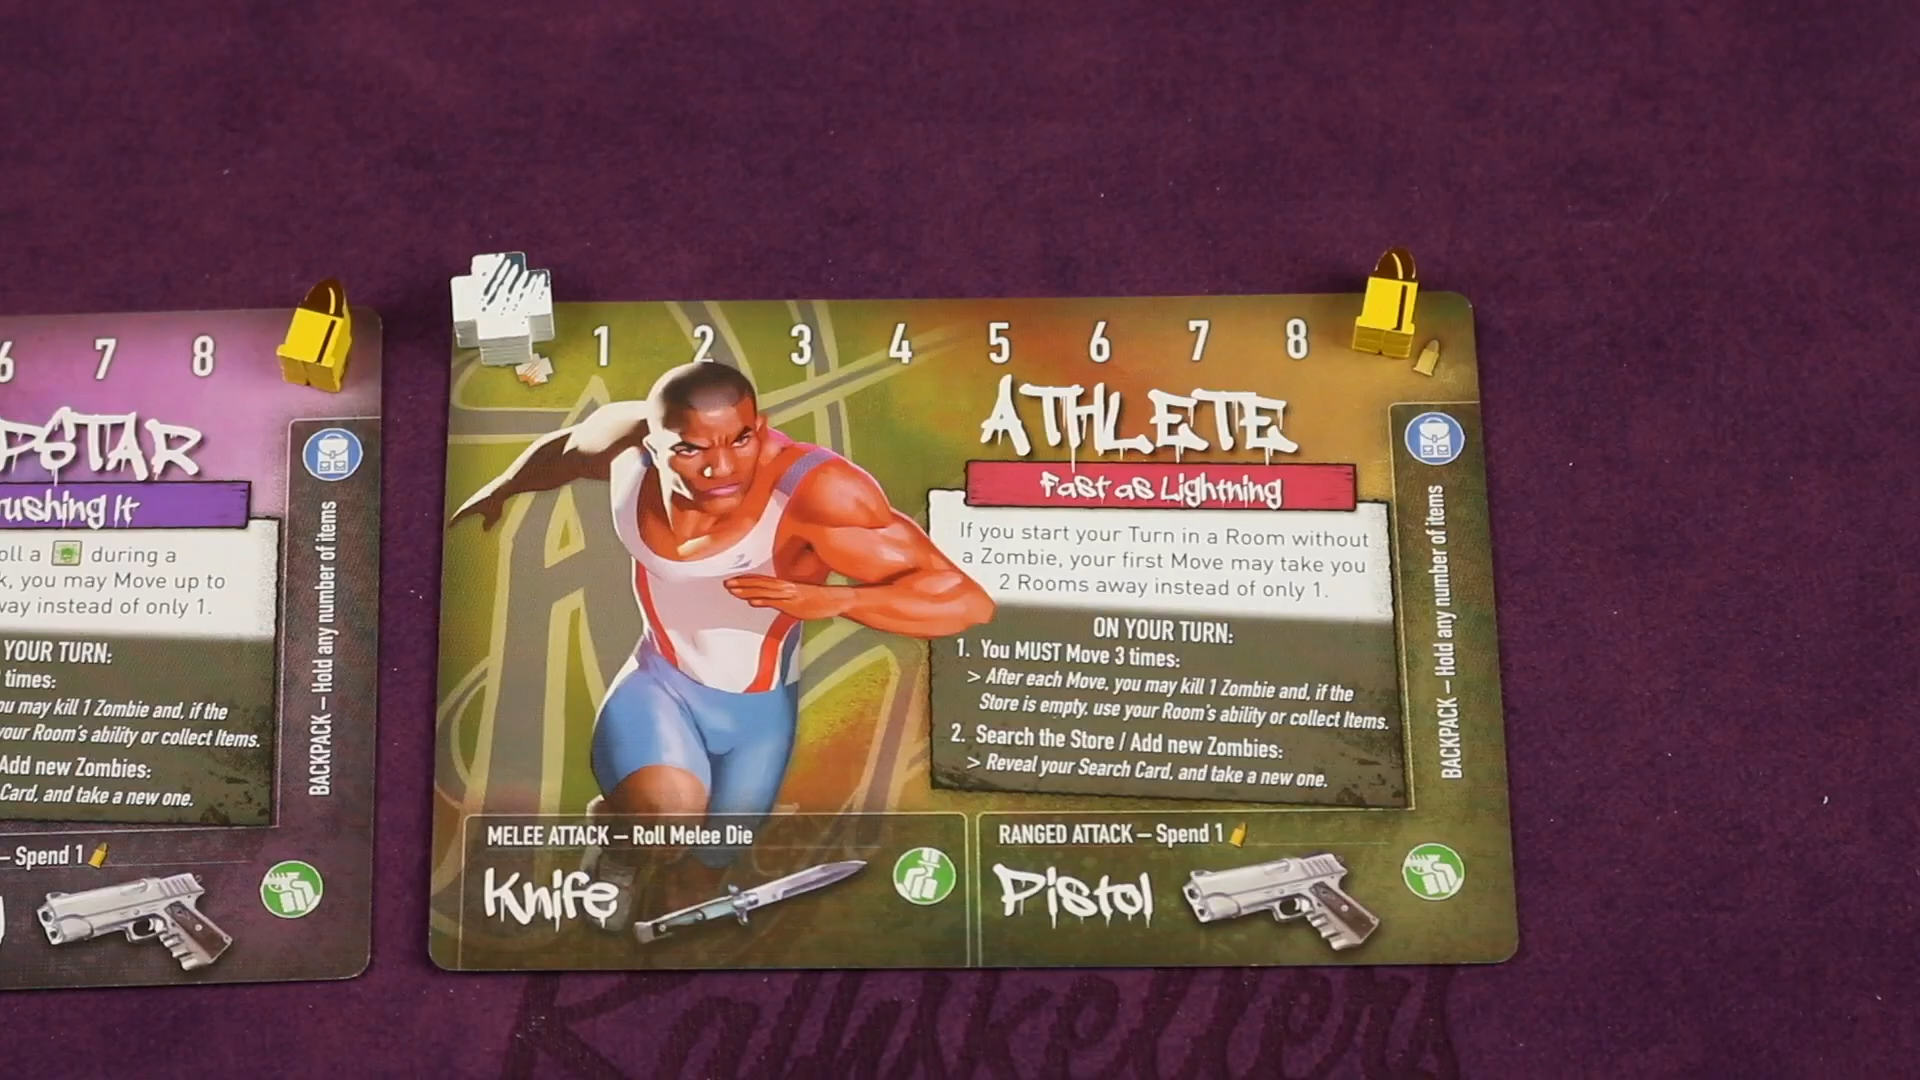 6 7 8
PSTAR
rushing It
oll a during a
k, you may Move up to
way instead of only 1.
YOUR TURN:
times:
ou may kill 1 Zombie and, if the
your Room's ability or collect Items.
Add new Zombies:
Card, and take a new one.
– Spend 1
BACKPACK – Hold any number of items
1 2 3 4 5 6 7 8
ATHLETE
Fast as Lightning
If you start your Turn in a Room without
a Zombie, your first Move may take you
2 Rooms away instead of only 1.
ON YOUR TURN:
1. You MUST Move 3 times:
> After each Move, you may kill 1 Zombie and, if the
Store is empty, use your Room's ability or collect Items.
2. Search the Store / Add new Zombies:
> Reveal your Search Card, and take a new one.
BACKPACK – Hold any number of items
MELEE ATTACK – Roll Melee Die
Knife
RANGED ATTACK – Spend 1
Pistol
Rathskellers